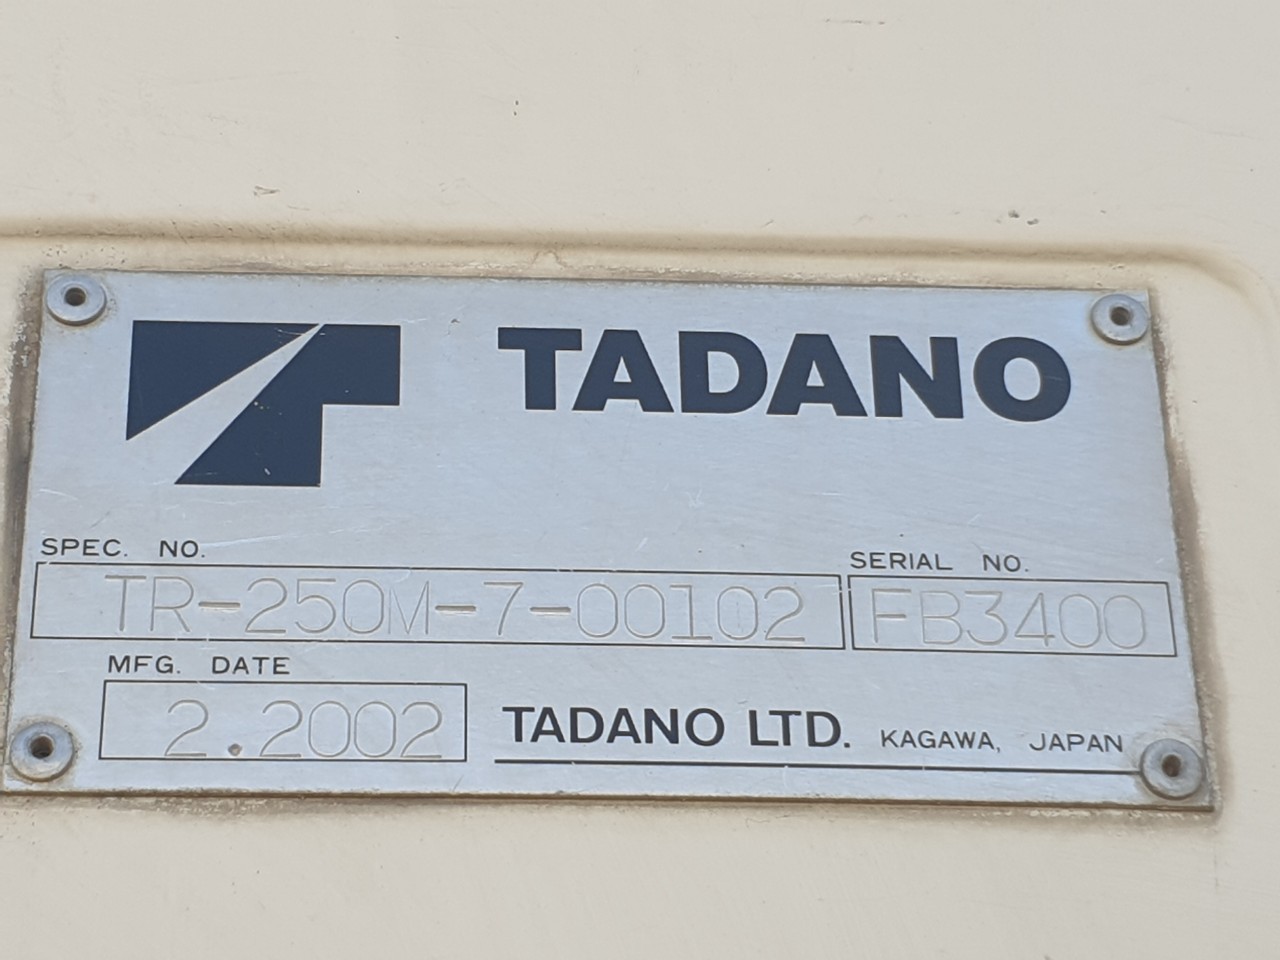 TADANO
SPEC. NO.
TR-250M-7-00102
SERIAL NO.
FB3400
MFG. DATE
2.2002
TADANO LTD. KAGAWA, JAPAN